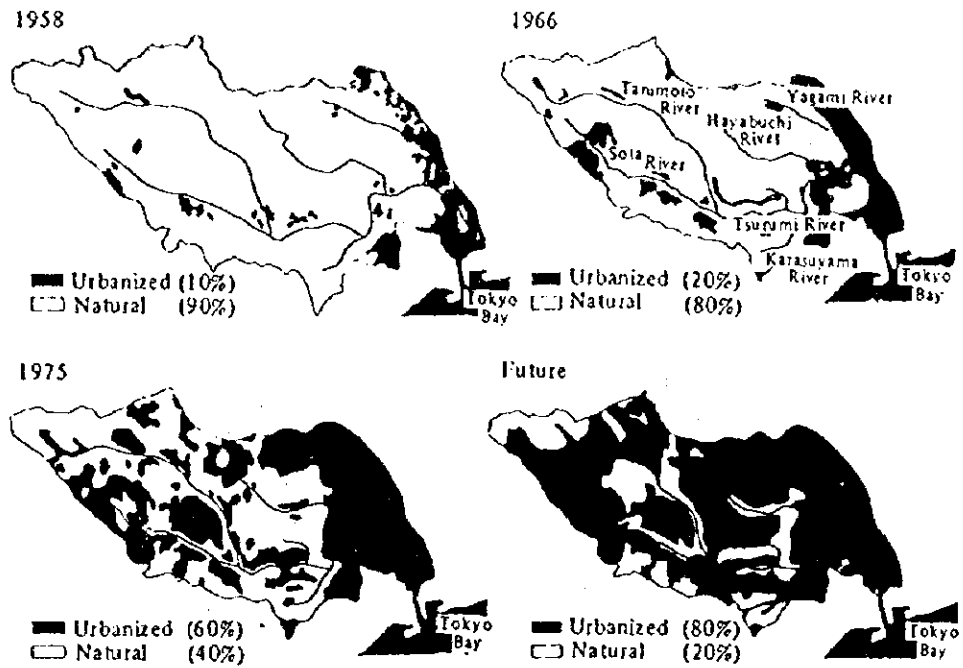 1958
Urbanized (10%)
Natural (90%)
Tokyo
Bay
1966
Tanimoto
River
Yagami River
Hayabuchi
River
Sota River
Tsurumi River
Karasuyama
River
Urbanized (20%)
Natural (80%)
Tokyo
Bay
1975
Urbanized (60%)
Natural (40%)
Tokyo
Bay
Future
Urbanized (80%)
Natural (20%)
Tokyo
Bay